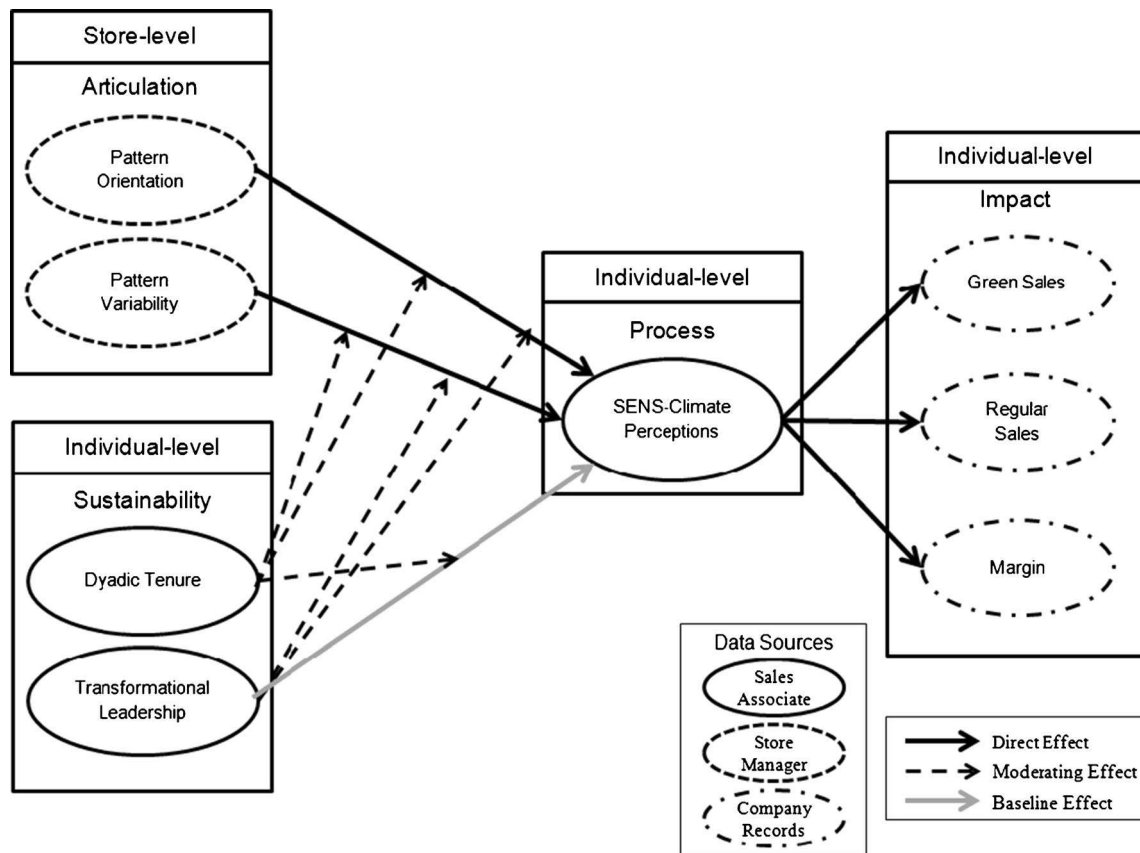 Store-level
Articulation
Pattern
Orientation
Pattern
Variability
Individual-level
Sustainability
Dyadic Tenure
Transformational
Leadership
Individual-level
Process
SENS-Climate
Perceptions
Individual-level
Impact
Green Sales
Regular
Sales
Margin
Data Sources
Sales
Associate
Store
Manager
Company
Records
Direct Effect
Moderating Effect
Baseline Effect